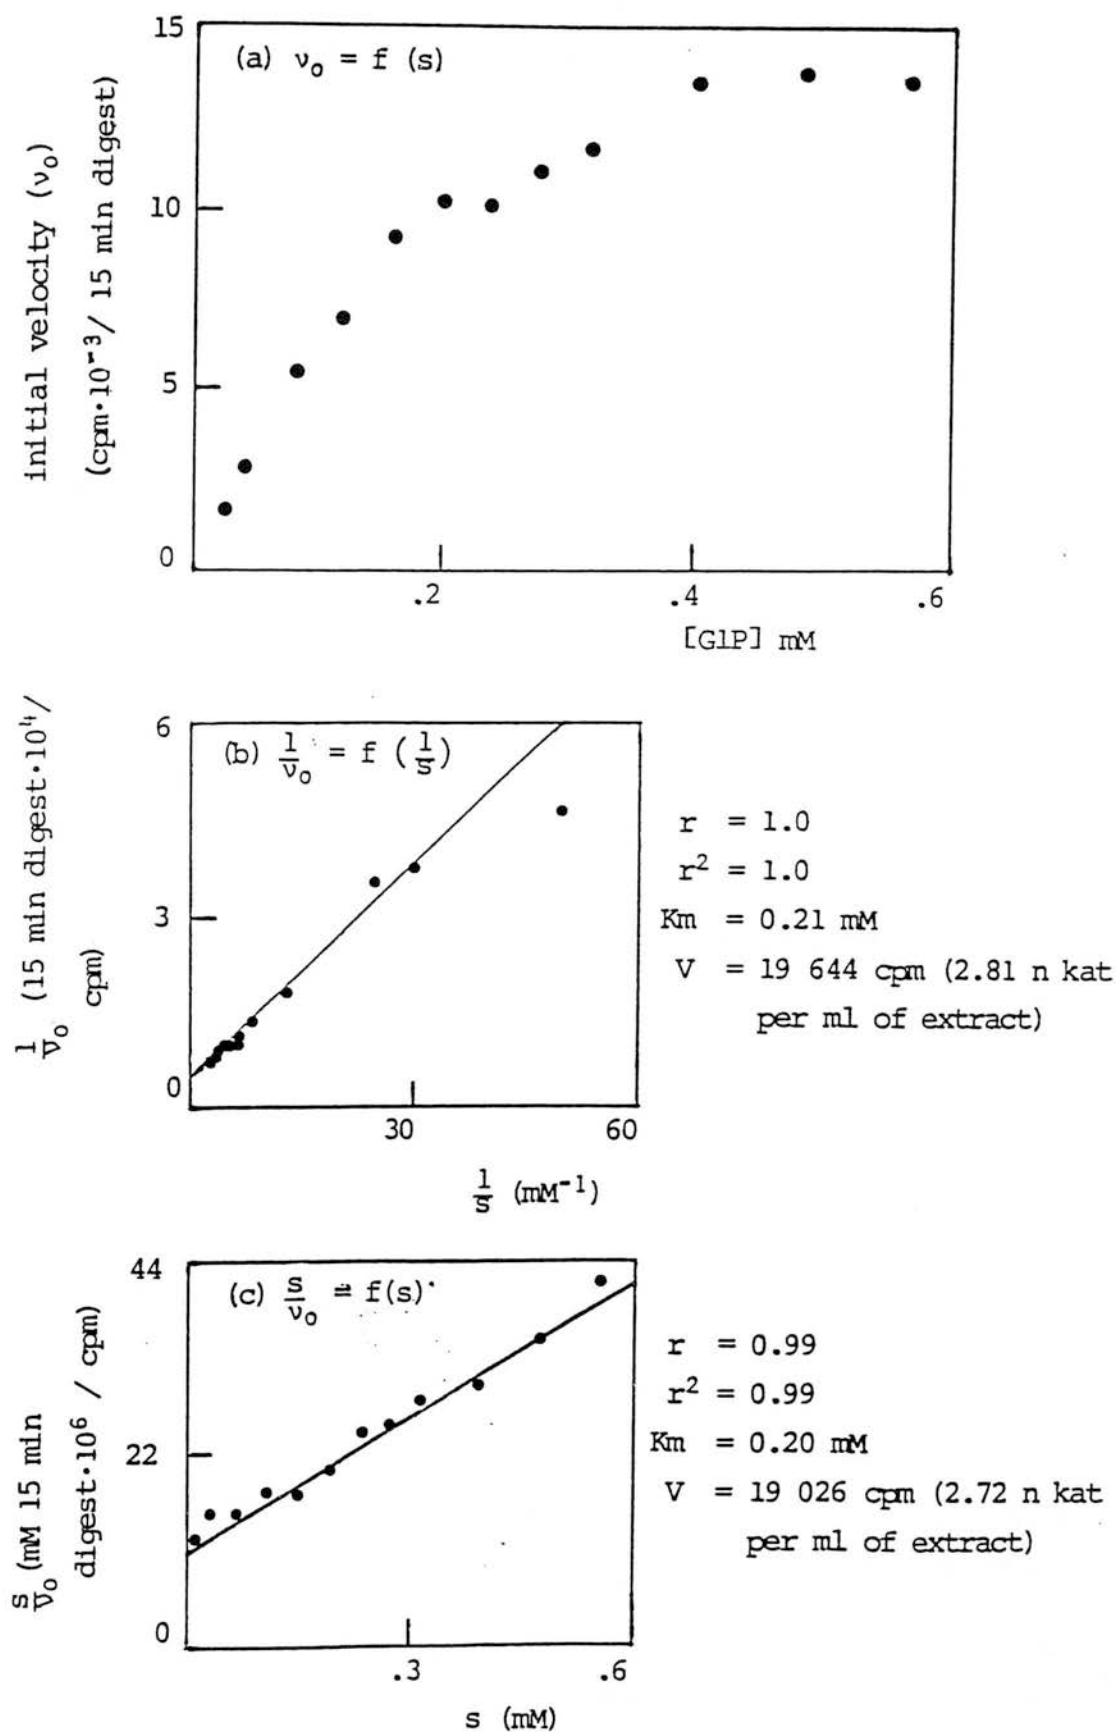 15
(a) ν₀ = f (s)
10
5
0
initial velocity (ν₀)
(cpm·10⁻³/ 15 min digest)
.2
.4
.6
[G1P] mM
6
(b) 1/ν₀ = f (1/s)
3
0
1/ν₀ (15 min digest·10⁴/
cpm)
30
60
1/s (mM⁻¹)
r = 1.0
r² = 1.0
Km = 0.21 mM
V = 19 644 cpm (2.81 n kat
per ml of extract)
44
(c) s/ν₀ = f(s)
22
0
s/ν₀ (mM 15 min
digest·10⁶ / cpm)
.3
.6
s (mM)
r = 0.99
r² = 0.99
Km = 0.20 mM
V = 19 026 cpm (2.72 n kat
per ml of extract)